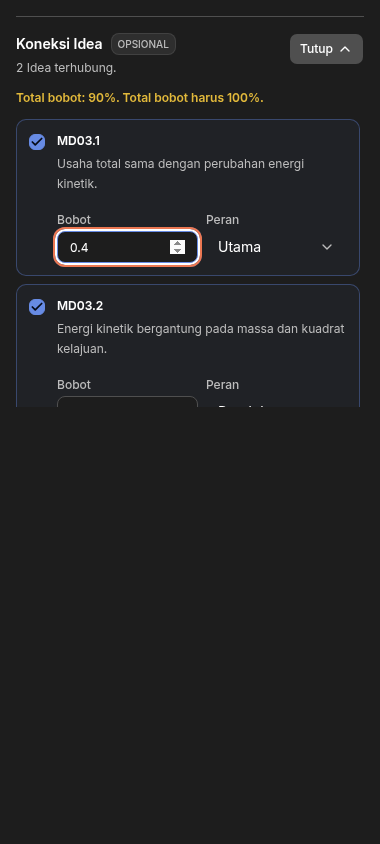 Koneksi Idea OPSIONAL
Tutup
2 Idea terhubung.
Total bobot: 90%. Total bobot harus 100%.
MD03.1
Usaha total sama dengan perubahan energi
kinetik.
Bobot Peran
0.4 Utama
MD03.2
Energi kinetik bergantung pada massa dan kuadrat
kelajuan.
Bobot Peran